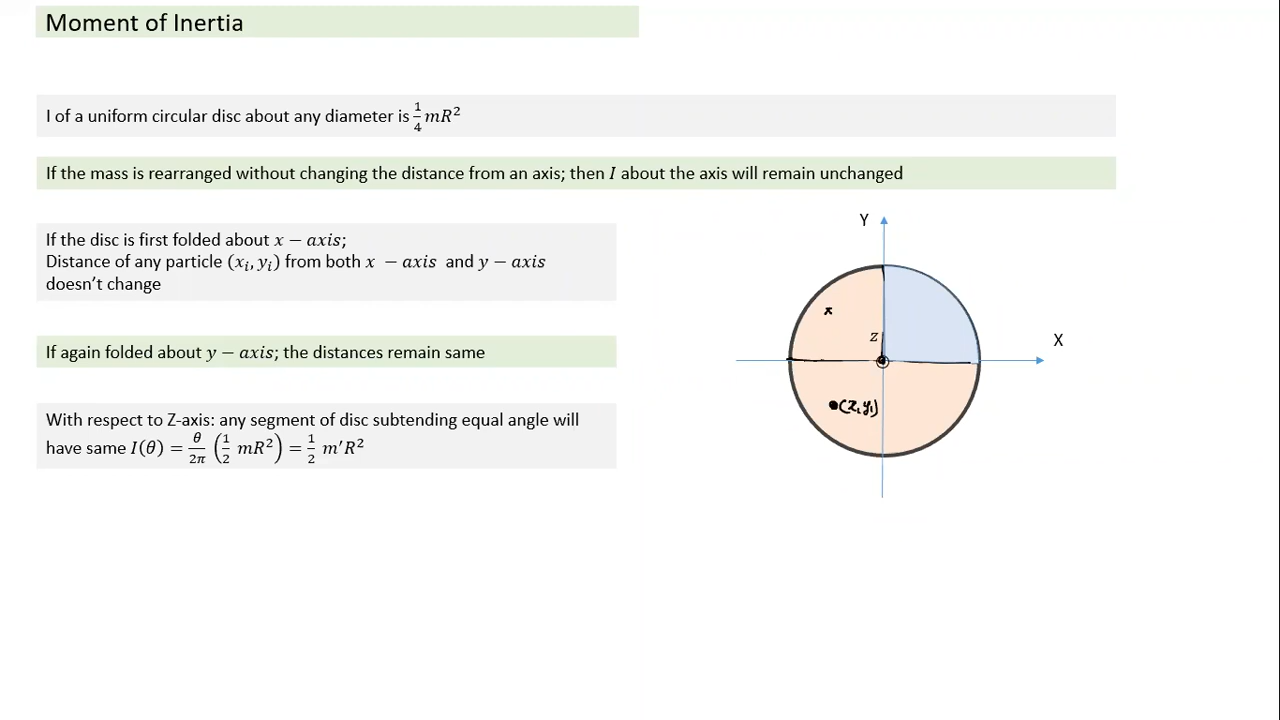 Moment of Inertia
I of a uniform circular disc about any diameter is 1/4 mR²
If the mass is rearranged without changing the distance from an axis; then I about the axis will remain unchanged
If the disc is first folded about x − axis;
Distance of any particle (xᵢ, yᵢ) from both x − axis and y − axis
doesn't change
If again folded about y − axis; the distances remain same
With respect to Z-axis: any segment of disc subtending equal angle will
have same I(θ) = θ/2π (1/2 mR²) = 1/2 m′R²
Y
X
Z